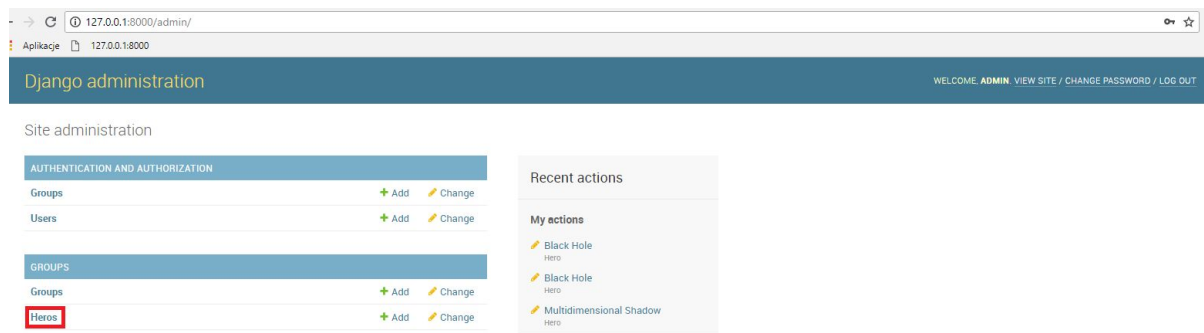 127.0.0.1:8000/admin/
Aplikacje 127.0.0.1:8000
Django administration
WELCOME, ADMIN. VIEW SITE / CHANGE PASSWORD / LOG OUT
Site administration
AUTHENTICATION AND AUTHORIZATION
Groups + Add Change
Users + Add Change
GROUPS
Groups + Add Change
Heros + Add Change
Recent actions
My actions
Black Hole
Hero
Black Hole
Hero
Multidimensional Shadow
Hero